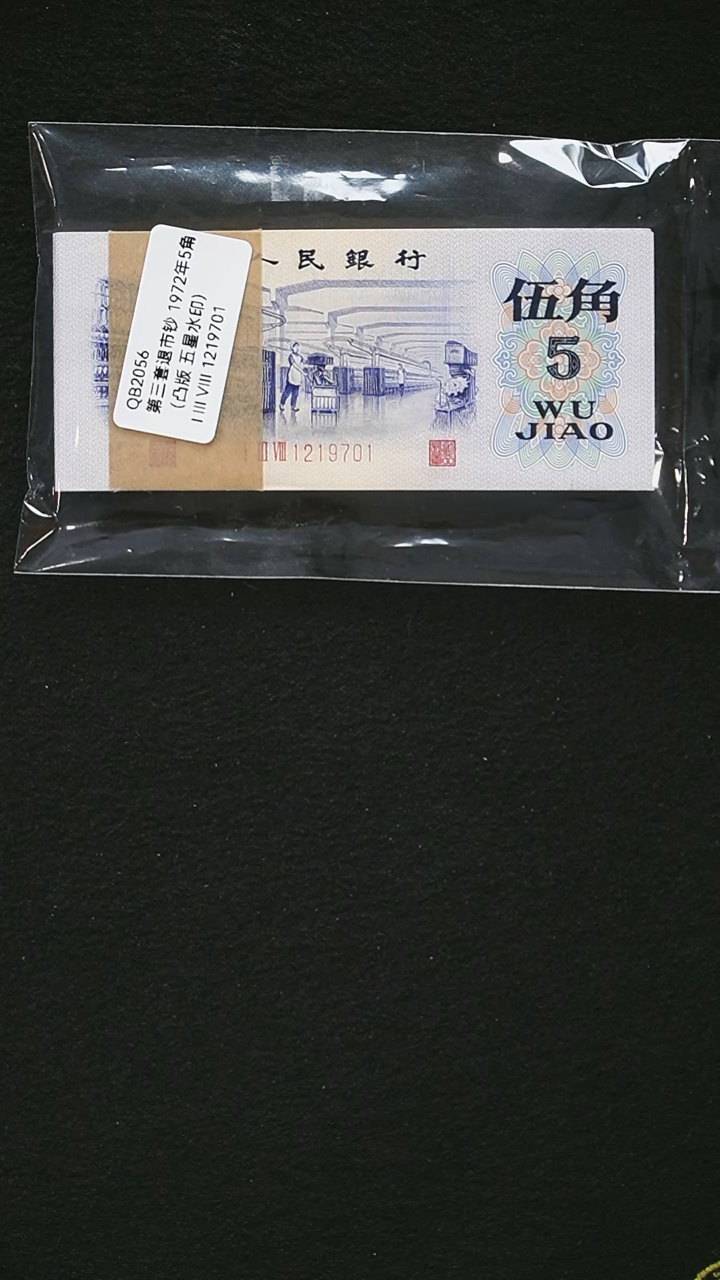 QB2056
第三套退市钞 1972年5角
(凸版 五星水印)
I III VIII 1219701
人民銀行
伍角
5
WU
JIAO
VIII 1219701